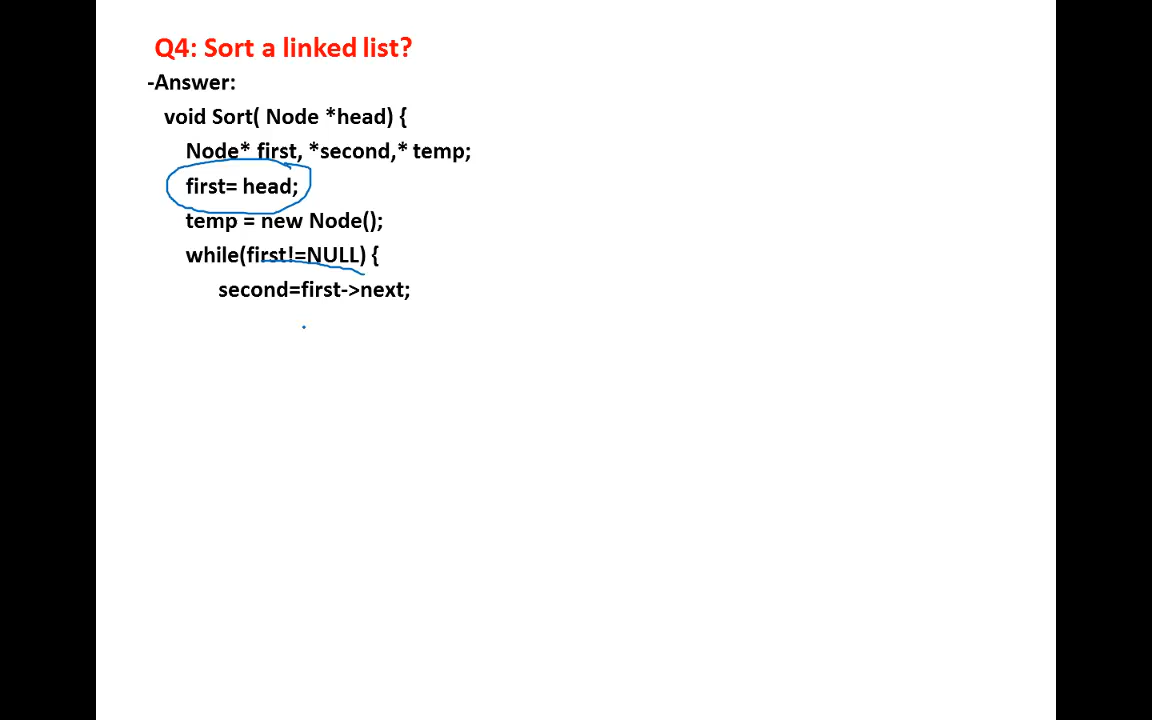 Q4: Sort a linked list?
-Answer:
void Sort( Node *head) {
Node* first, *second,* temp;
first= head;
temp = new Node();
while(first!=NULL) {
second=first->next;